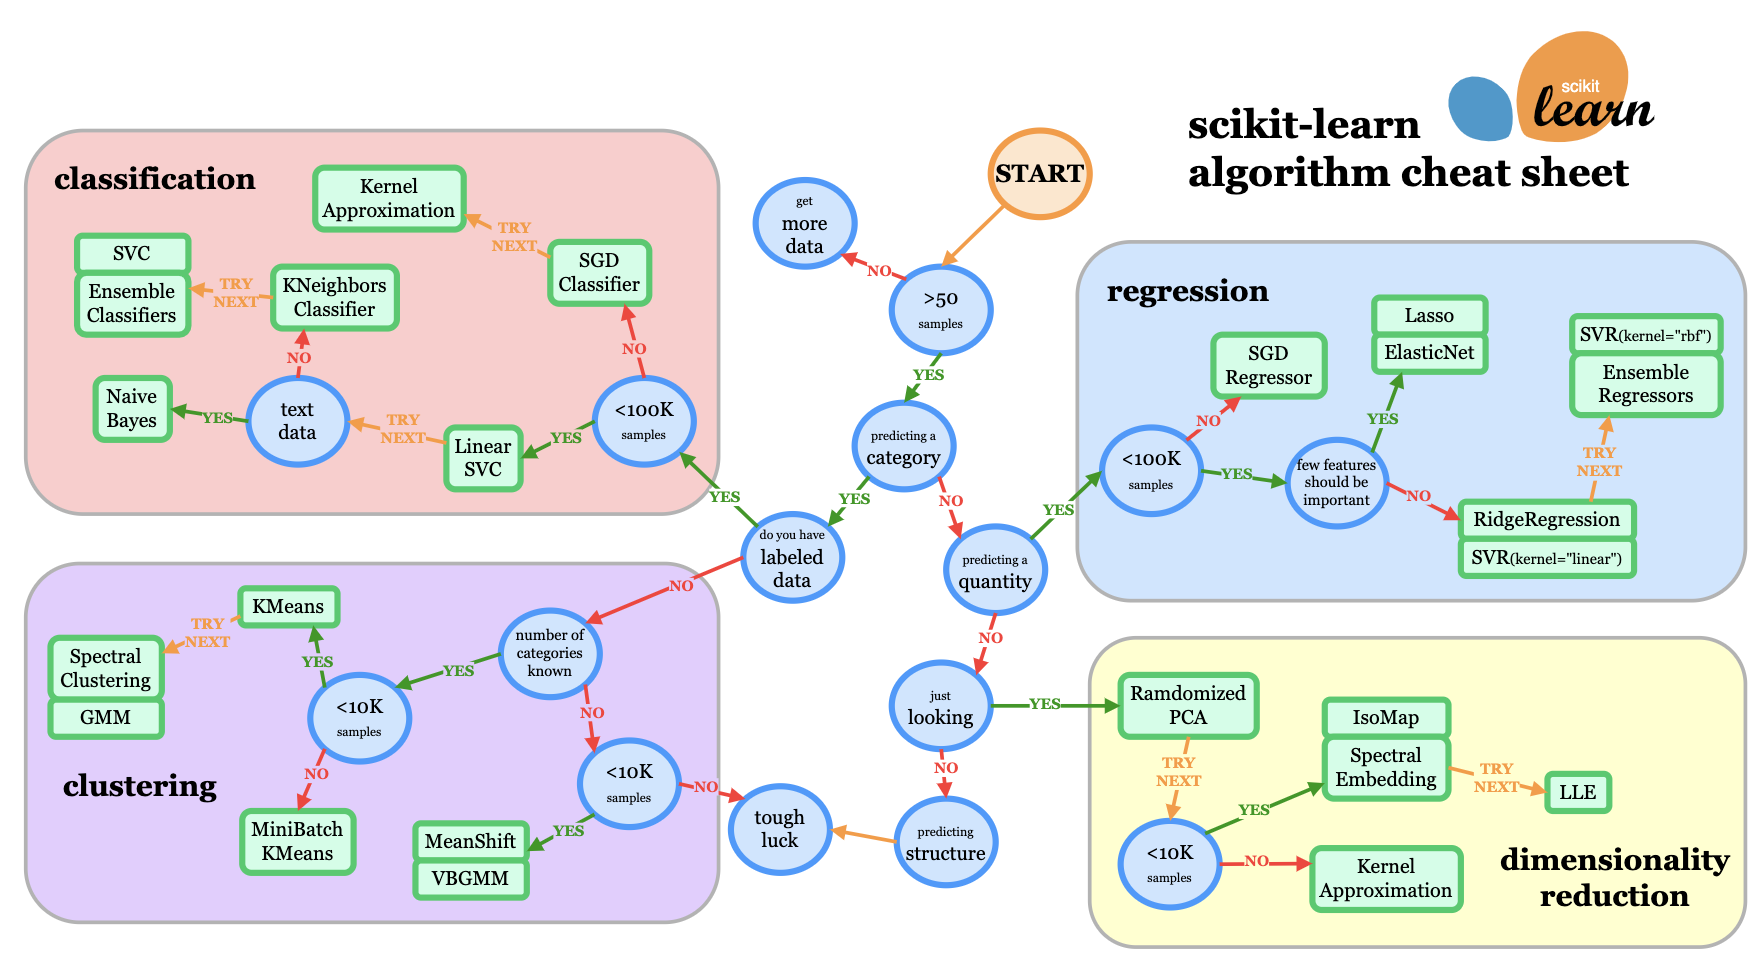 scikit
learn
scikit-learn
algorithm cheat sheet
START
get
more
data
NO
>50
samples
YES
predicting a
category
YES
NO
do you have
labeled
data
YES
NO
predicting a
quantity
YES
NO
just
looking
YES
NO
predicting
structure
tough
luck
classification
Kernel
Approximation
TRY
NEXT
SGD
Classifier
NO
<100K
samples
YES
Linear
SVC
TRY
NEXT
text
data
NO
YES
Naive
Bayes
KNeighbors
Classifier
TRY
NEXT
SVC
Ensemble
Classifiers
clustering
number of
categories
known
YES
NO
<10K
samples
YES
NO
KMeans
TRY
NEXT
Spectral
Clustering
GMM
MiniBatch
KMeans
<10K
samples
YES
NO
MeanShift
VBGMM
regression
<100K
samples
NO
YES
SGD
Regressor
few features
should be
important
YES
NO
Lasso
ElasticNet
RidgeRegression
SVR(kernel="linear")
TRY
NEXT
SVR(kernel="rbf")
Ensemble
Regressors
dimensionality
reduction
Ramdomized
PCA
TRY
NEXT
<10K
samples
YES
NO
IsoMap
Spectral
Embedding
TRY
NEXT
LLE
Kernel
Approximation